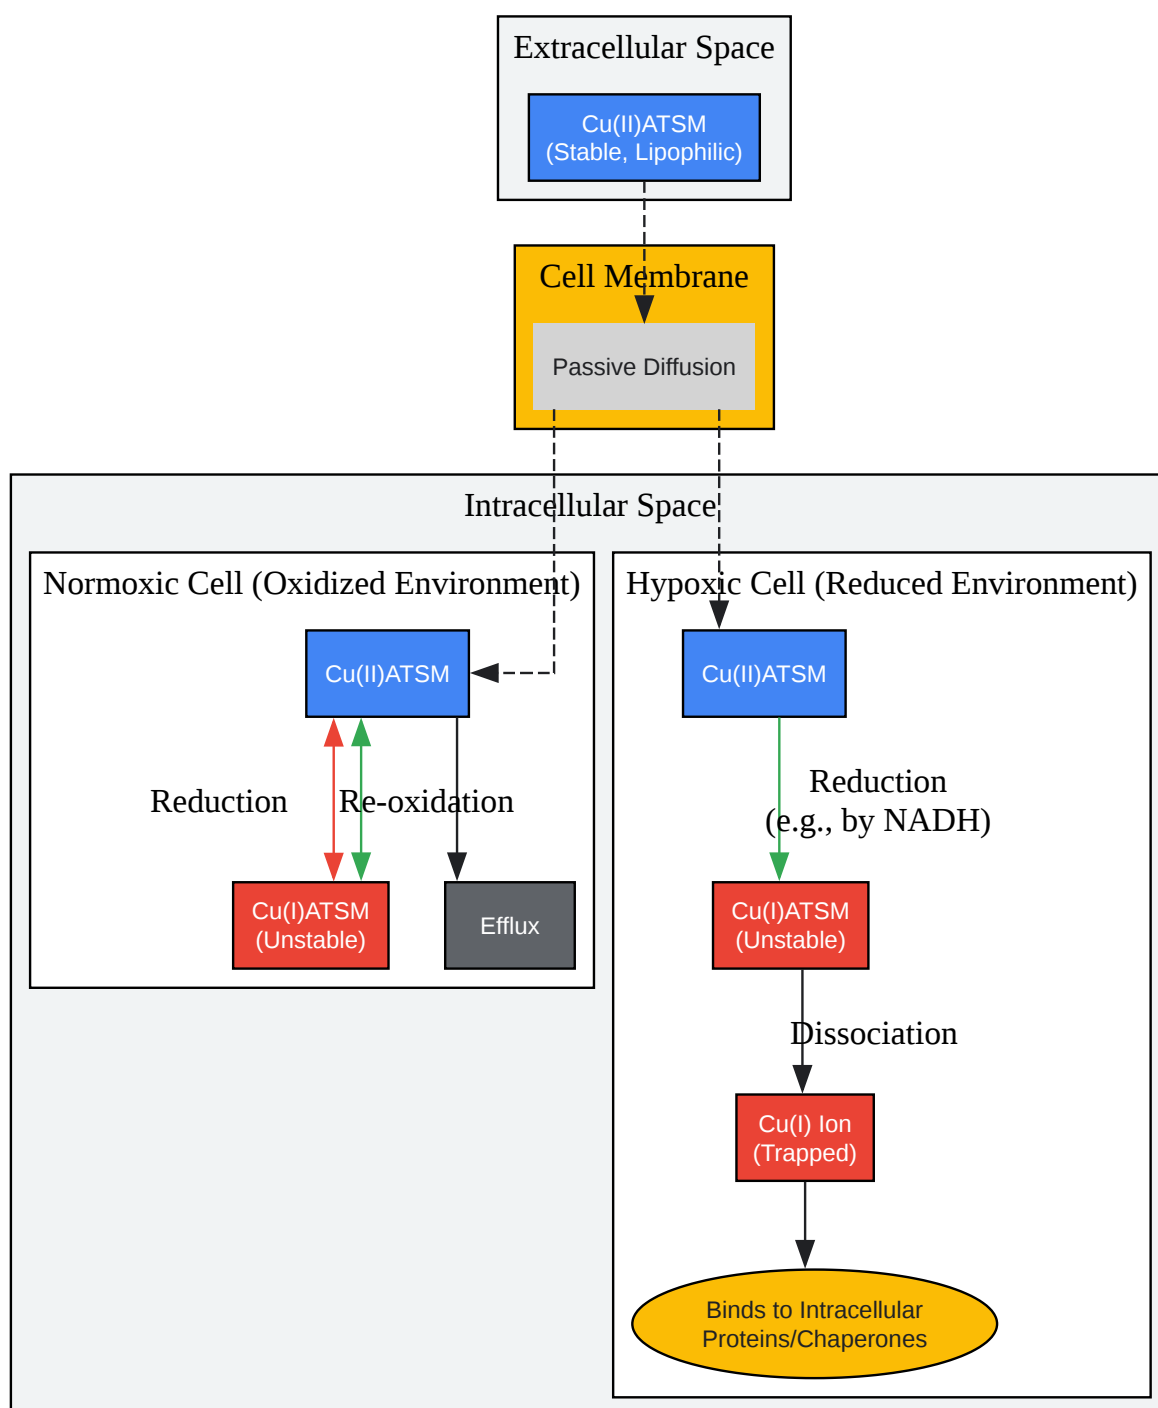 Extracellular Space
Cu(II)ATSM
(Stable, Lipophilic)
Cell Membrane
Passive Diffusion
Intracellular Space
Normoxic Cell (Oxidized Environment)
Cu(II)ATSM
Reduction
Re-oxidation
Cu(I)ATSM
(Unstable)
Efflux
Hypoxic Cell (Reduced Environment)
Cu(II)ATSM
Reduction
(e.g., by NADH)
Cu(I)ATSM
(Unstable)
Dissociation
Cu(I) Ion
(Trapped)
Binds to Intracellular
Proteins/Chaperones